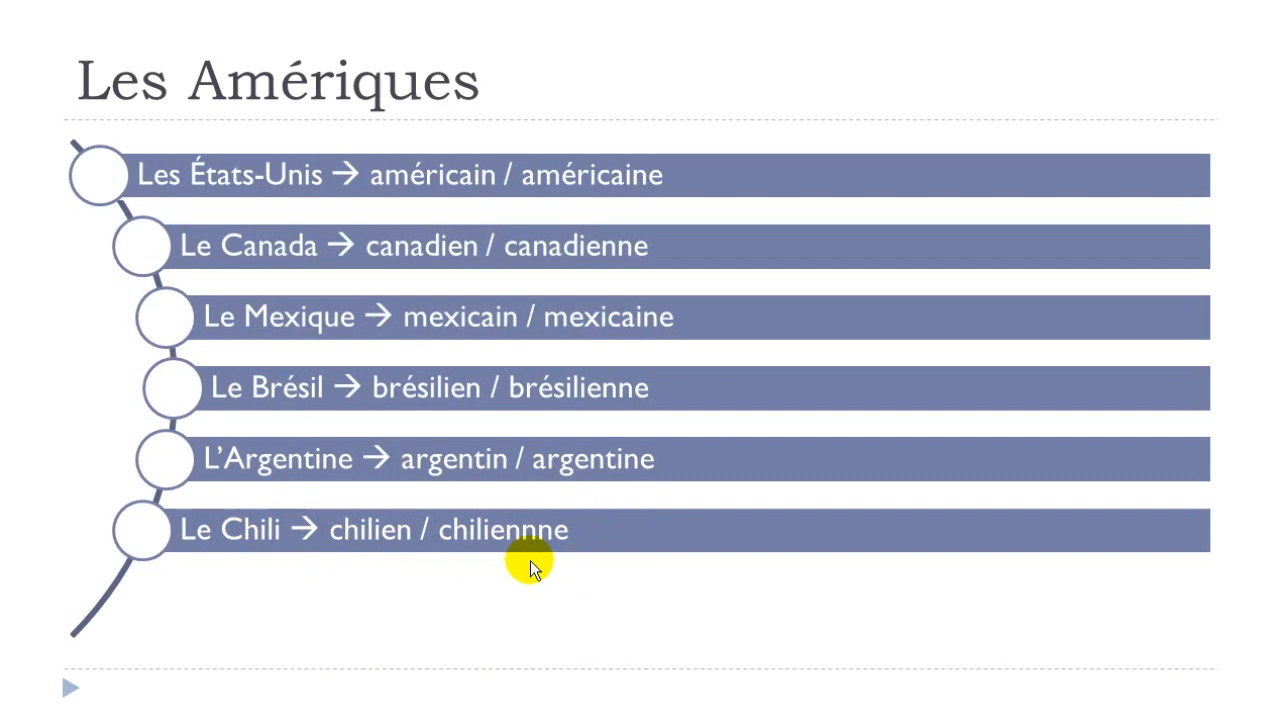 Les Amériques
Les États-Unis → américain / américaine
Le Canada → canadien / canadienne
Le Mexique → mexicain / mexicaine
Le Brésil → brésilien / brésilienne
L’Argentine → argentin / argentine
Le Chili → chilien / chiliennne